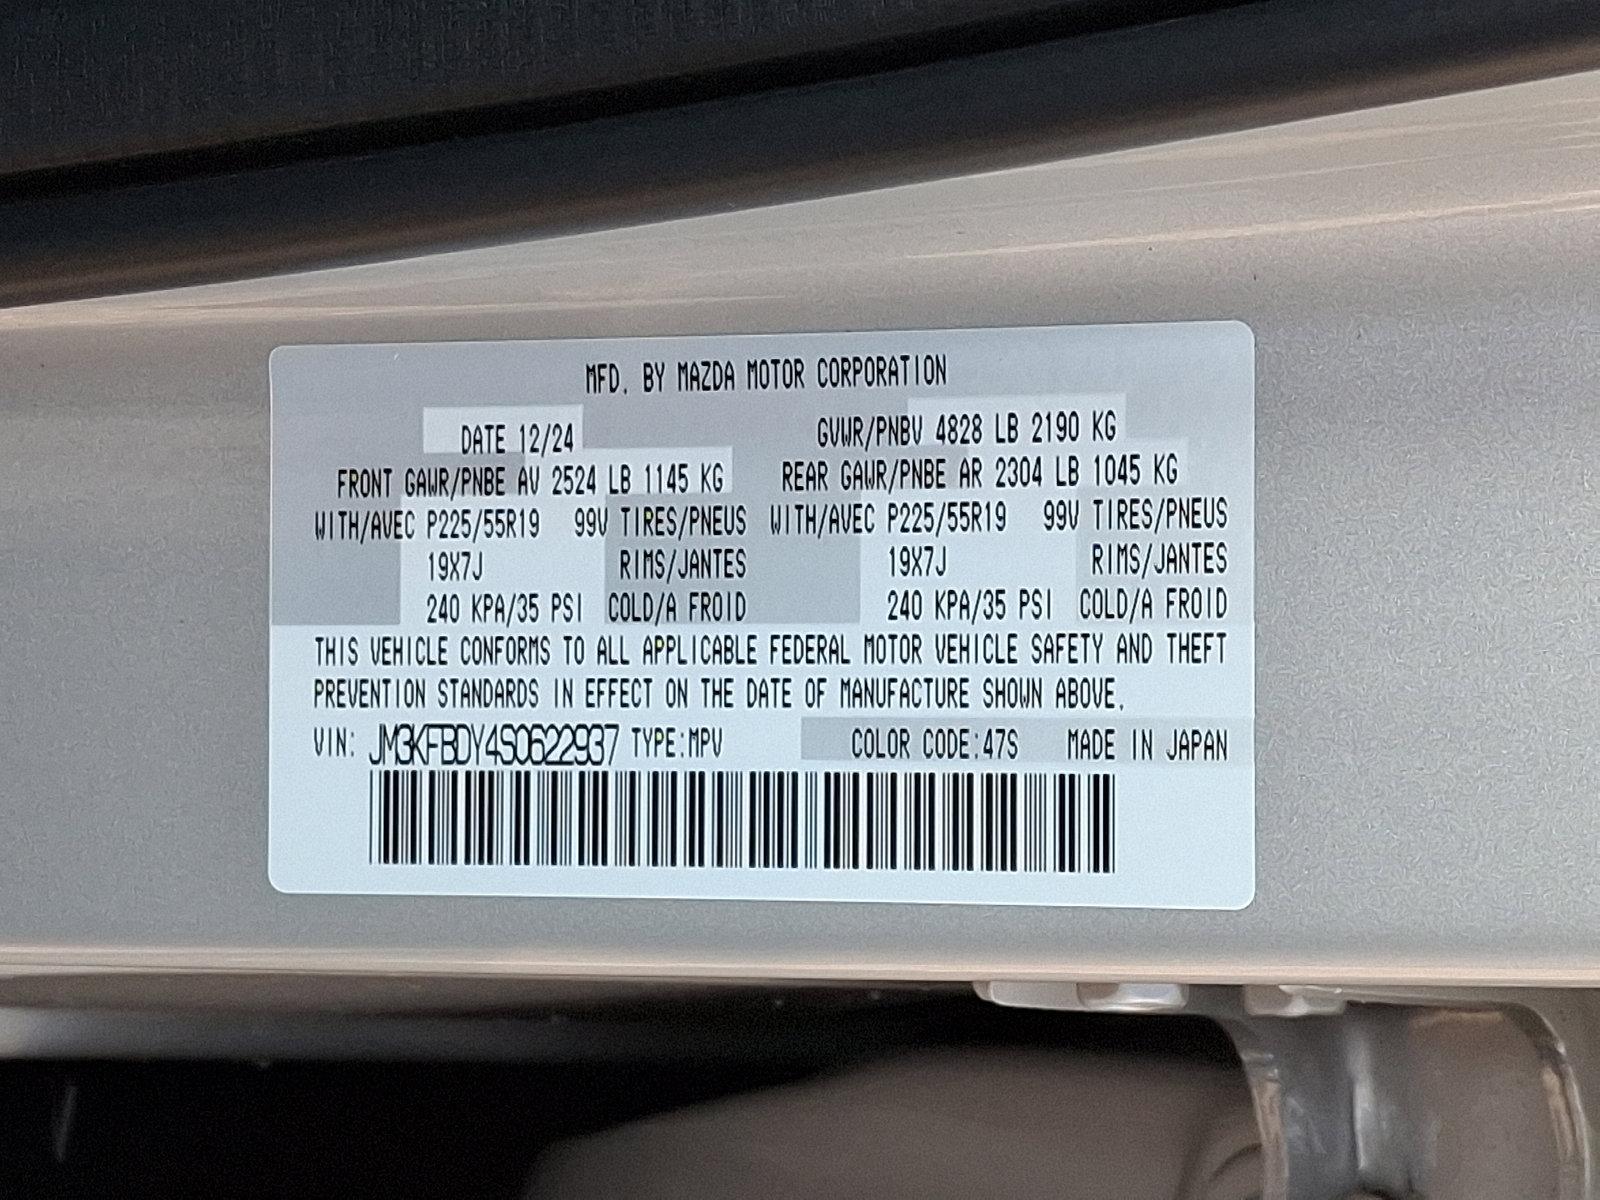 MFD. BY MAZDA MOTOR CORPORATION
DATE 12/24 GVWR/PNBV 4828 LB 2190 KG
FRONT GAWR/PNBE AV 2524 LB 1145 KG REAR GAWR/PNBE AR 2304 LB 1045 KG
WITH/AVEC P225/55R19 99V TIRES/PNEUS WITH/AVEC P225/55R19 99V TIRES/PNEUS
19X7J RIMS/JANTES 19X7J RIMS/JANTES
240 KPA/35 PSI COLD/A FROID 240 KPA/35 PSI COLD/A FROID
THIS VEHICLE CONFORMS TO ALL APPLICABLE FEDERAL MOTOR VEHICLE SAFETY AND THEFT
PREVENTION STANDARDS IN EFFECT ON THE DATE OF MANUFACTURE SHOWN ABOVE.
VIN: JM3KFBDY4S0622937 TYPE:MPV COLOR CODE:47S MADE IN JAPAN